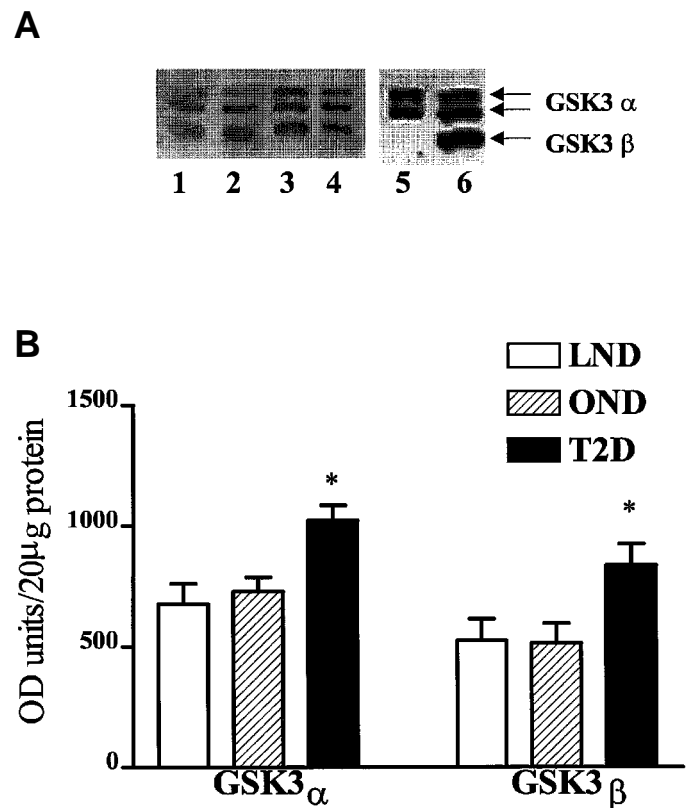 A
GSK3 α
GSK3 β
1 2 3 4 5 6
B
LND
OND
T2D
OD units/20µg protein
1500
1000
500
0
*
*
GSK3α
GSK3β